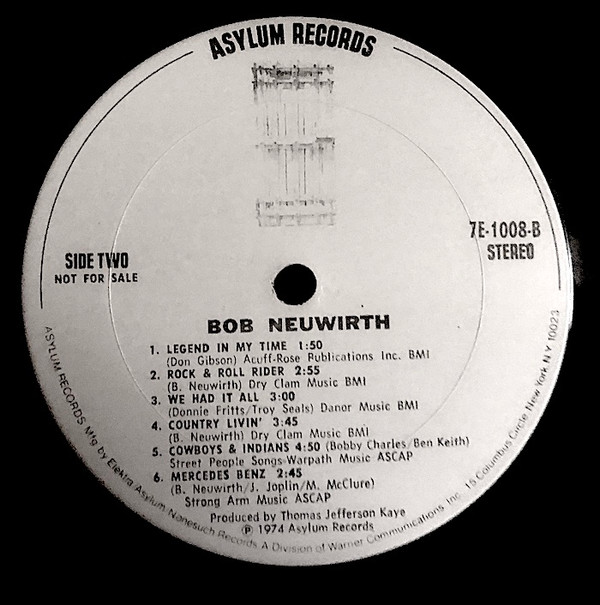 ASYLUM RECORDS
SIDE TWO
NOT FOR SALE
7E-1008-B
STEREO
BOB NEUWIRTH
1. LEGEND IN MY TIME 1:50
(Don Gibson) Acuff-Rose Publications Inc. BMI
2. ROCK & ROLL RIDER 2:55
(B. Neuwirth) Dry Clam Music BMI
3. WE HAD IT ALL 3:00
(Donnie Fritts/Troy Seals) Danor Music BMI
4. COUNTRY LIVIN' 3:45
(B. Neuwirth) Dry Clam Music BMI
5. COWBOYS & INDIANS 4:50 (Bobby Charles/Ben Keith)
Street People Songs-Warpath Music ASCAP
6. MERCEDES BENZ 2:45
(B. Neuwirth/J. Joplin/M. McClure)
Strong Arm Music ASCAP
Produced by Thomas Jefferson Kaye
℗ 1974 Asylum Records
ASYLUM RECORDS Mfg by Elektra Asylum Nonesuch Records A Division of Warner Communications Inc. 15 Columbus Circle New York N Y 10023